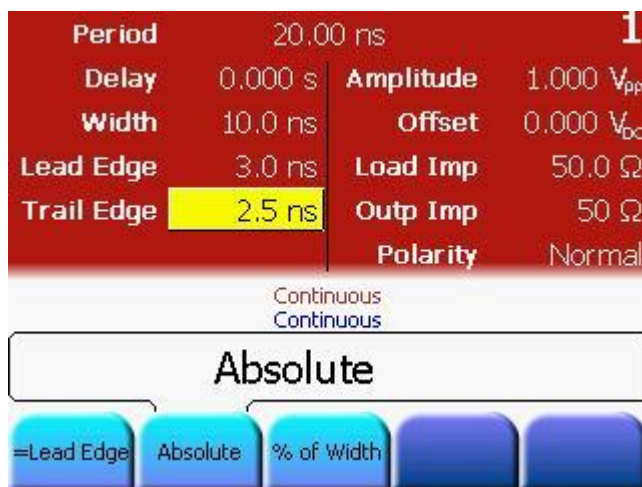 Period 20.00 ns 1
Delay 0.000 s Amplitude 1.000 Vpp
Width 10.0 ns Offset 0.000 VDC
Lead Edge 3.0 ns Load Imp 50.0 Ω
Trail Edge 2.5 ns Outp Imp 50 Ω
Polarity Normal
Continuous
Continuous
Absolute
=Lead Edge Absolute % of Width